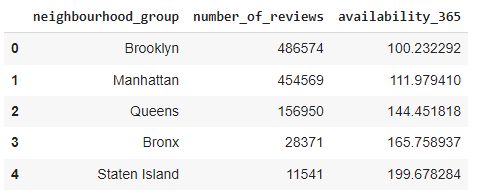 neighbourhood_group number_of_reviews availability_365
0 Brooklyn 486574 100.232292
1 Manhattan 454569 111.979410
2 Queens 156950 144.451818
3 Bronx 28371 165.758937
4 Staten Island 11541 199.678284